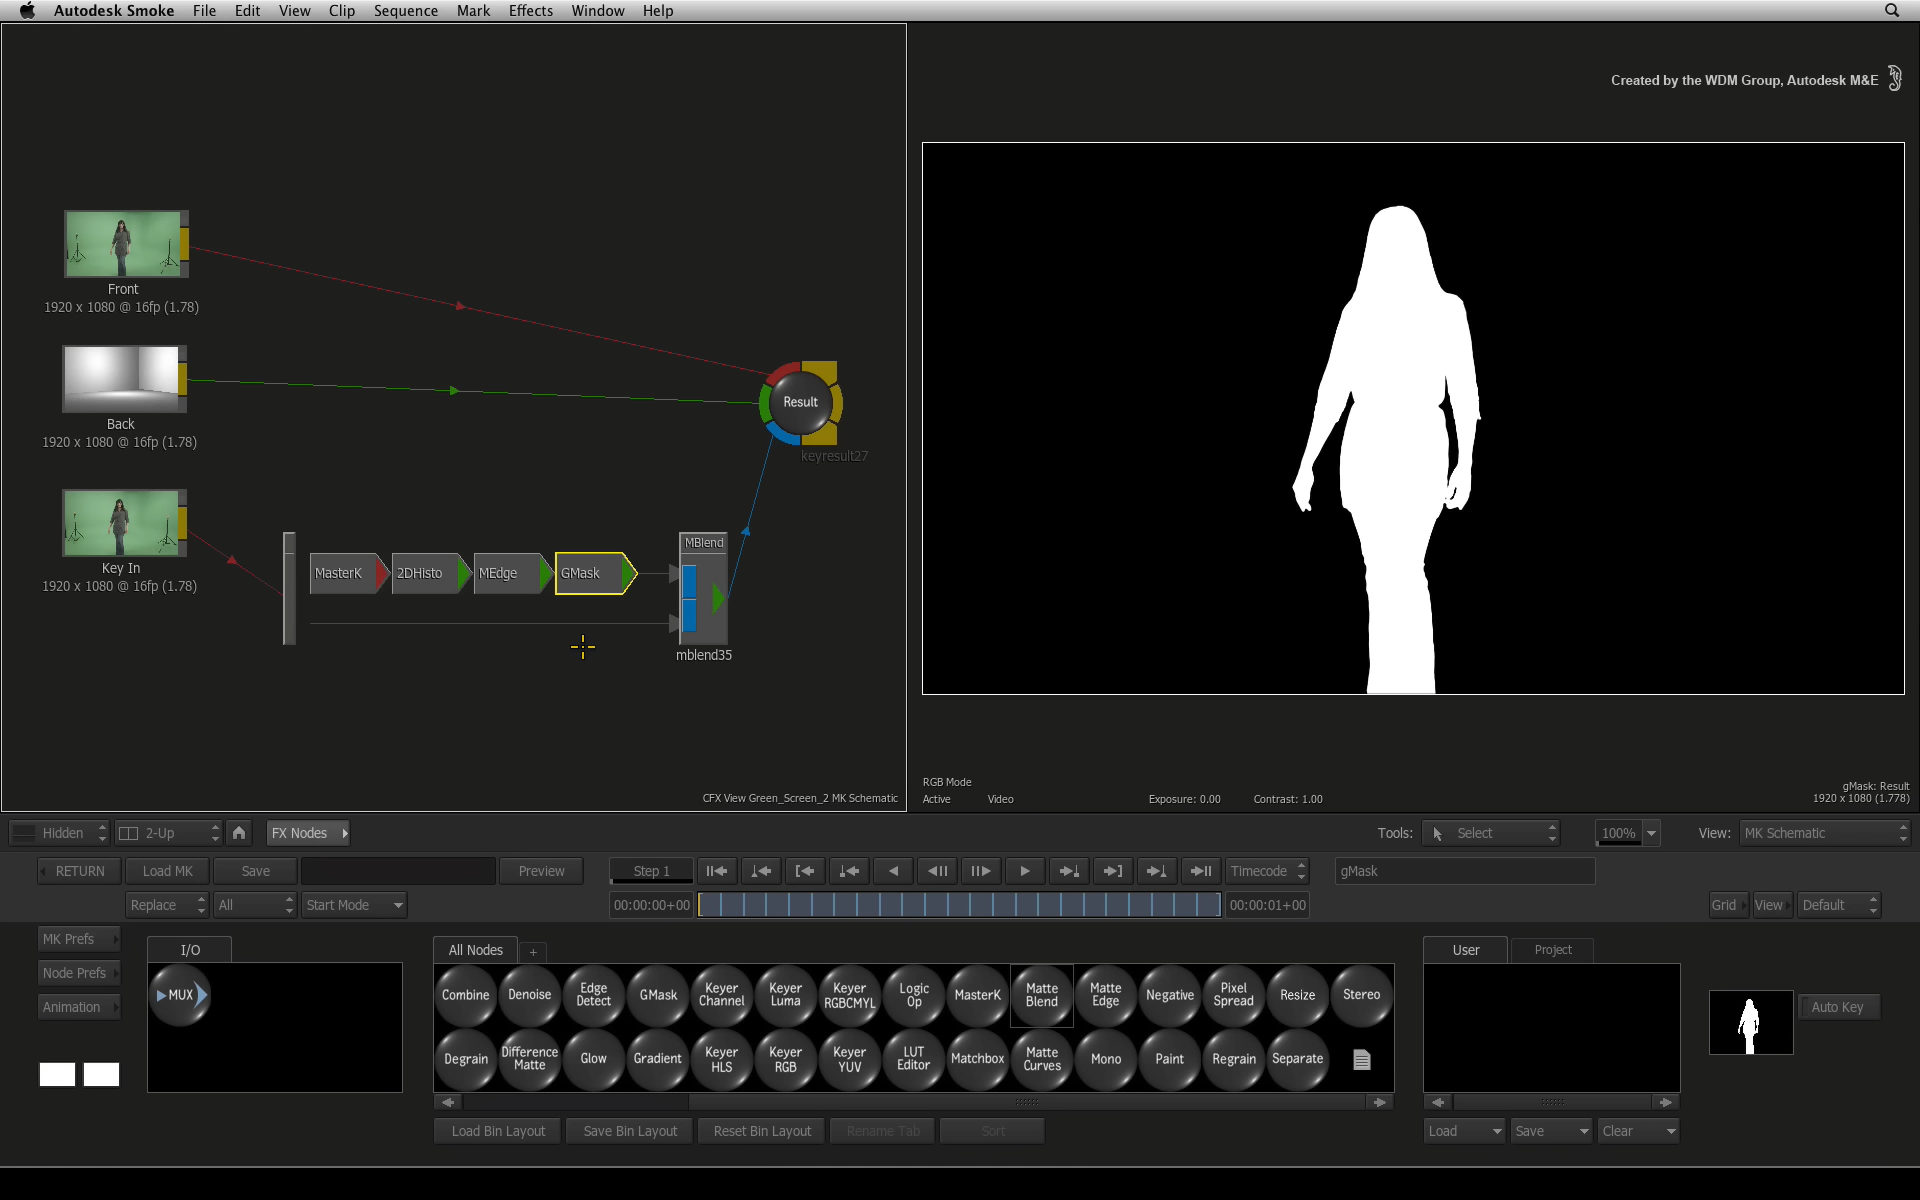 Autodesk Smoke File Edit View Clip Sequence Mark Effects Window Help
Created by the WDM Group, Autodesk M&E
Front
1920 x 1080 @ 16fp (1.78)
Back
1920 x 1080 @ 16fp (1.78)
Key In
1920 x 1080 @ 16fp (1.78)
Result
keyresult27
MasterK 2DHisto MEdge GMask
MBlend
mblend35
CFX View Green_Screen_2 MK Schematic
RGB Mode
Active Video Exposure: 0.00 Contrast: 1.00
gMask: Result
1920 x 1080 (1.778)
Hidden 2-Up FX Nodes Tools: Select 100% View: MK Schematic
RETURN Load MK Save Preview Step 1 Timecode gMask
Replace All Start Mode 00:00:00+00 00:00:01+00 Grid View Default
MK Prefs
Node Prefs
Animation
I/O
MUX
All Nodes +
Combine Denoise Edge Detect GMask Keyer Channel Keyer Luma Keyer RGBCMYL Logic Op MasterK Matte Blend Matte Edge Negative Pixel Spread Resize Stereo
Degrain Difference Matte Glow Gradient Keyer HLS Keyer RGB Keyer YUV LUT Editor Matchbox Matte Curves Mono Paint Regrain Separate
Load Bin Layout Save Bin Layout Reset Bin Layout Rename Tab Sort
User Project
Auto Key
Load Save Clear